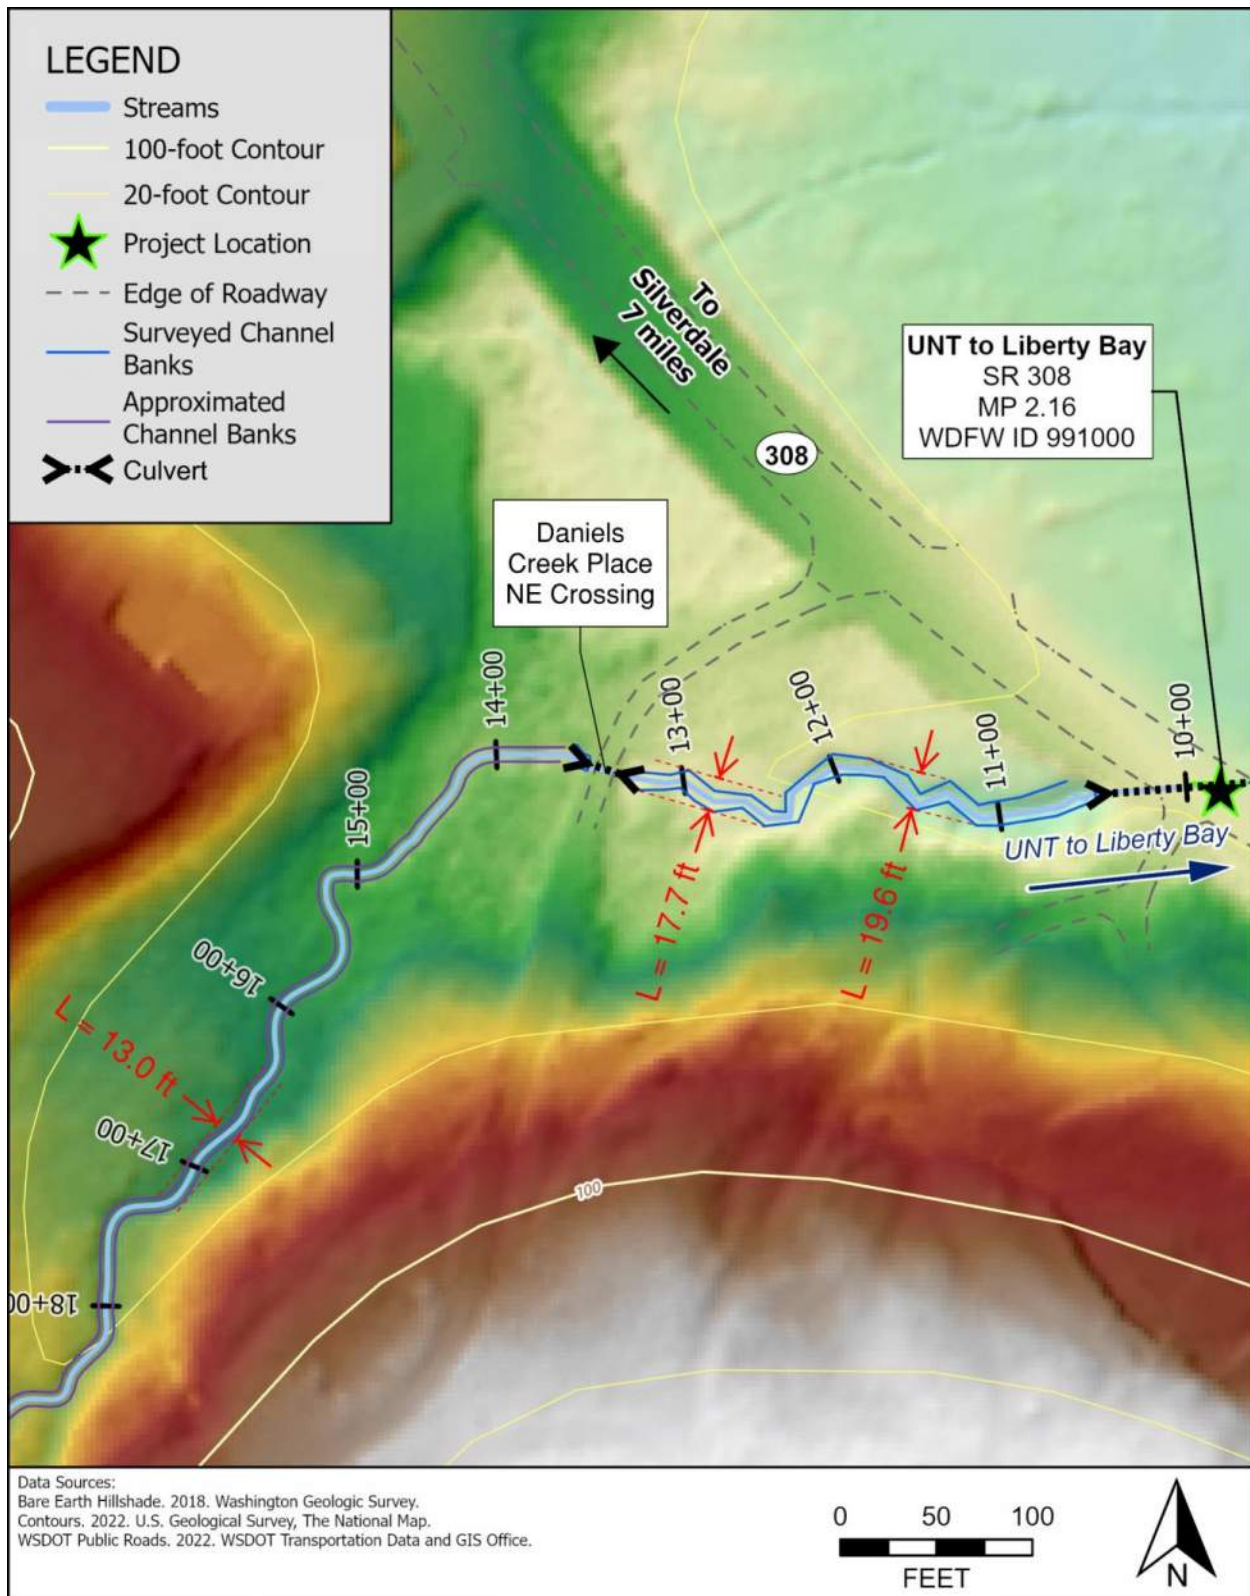 LEGEND
Streams
100-foot Contour
20-foot Contour
Project Location
Edge of Roadway
Surveyed Channel
Banks
Approximated
Channel Banks
Culvert
To
Silverdale
7 miles
308
UNT to Liberty Bay
SR 308
MP 2.16
WDFW ID 991000
Daniels
Creek Place
NE Crossing
14+00
13+00
12+00
11+00
10+00
15+00
UNT to Liberty Bay
L = 17.7 ft
L = 19.6 ft
16+00
L = 13.0 ft
17+00
100
18+00
Data Sources:
Bare Earth Hillshade. 2018. Washington Geologic Survey.
Contours. 2022. U.S. Geological Survey, The National Map.
WSDOT Public Roads. 2022. WSDOT Transportation Data and GIS Office.
0 50 100
FEET
N